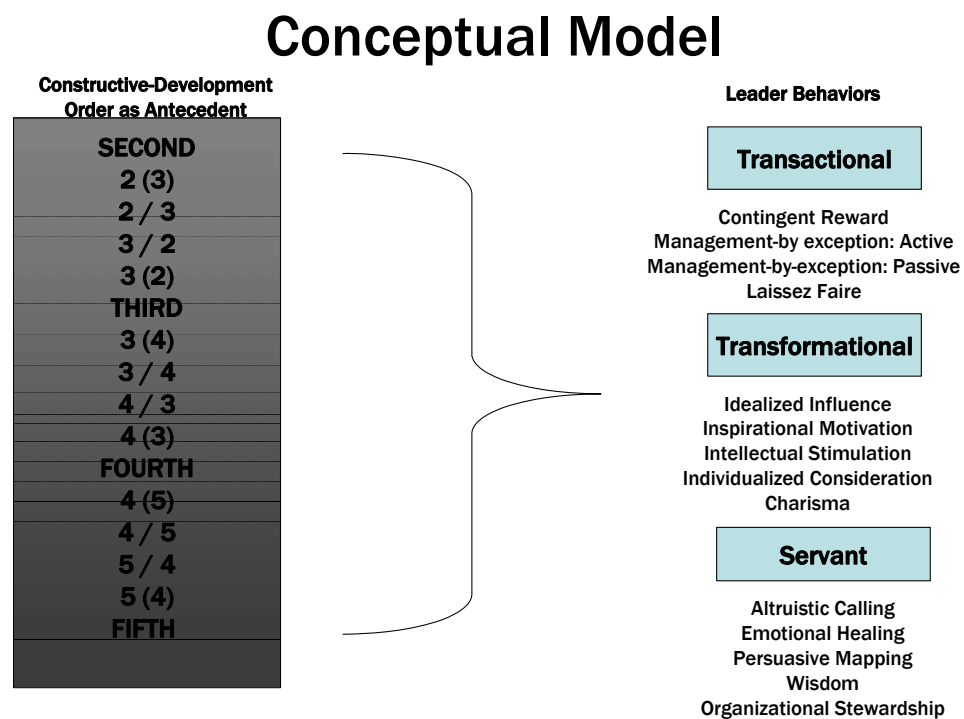 Conceptual Model
Constructive-Development
Order as Antecedent
SECOND
2 (3)
2 / 3
3 / 2
3 (2)
THIRD
3 (4)
3 / 4
4 / 3
4 (3)
FOURTH
4 (5)
4 / 5
5 / 4
5 (4)
FIFTH
Leader Behaviors
Transactional
Contingent Reward
Management-by exception: Active
Management-by-exception: Passive
Laissez Faire
Transformational
Idealized Influence
Inspirational Motivation
Intellectual Stimulation
Individualized Consideration
Charisma
Servant
Altruistic Calling
Emotional Healing
Persuasive Mapping
Wisdom
Organizational Stewardship